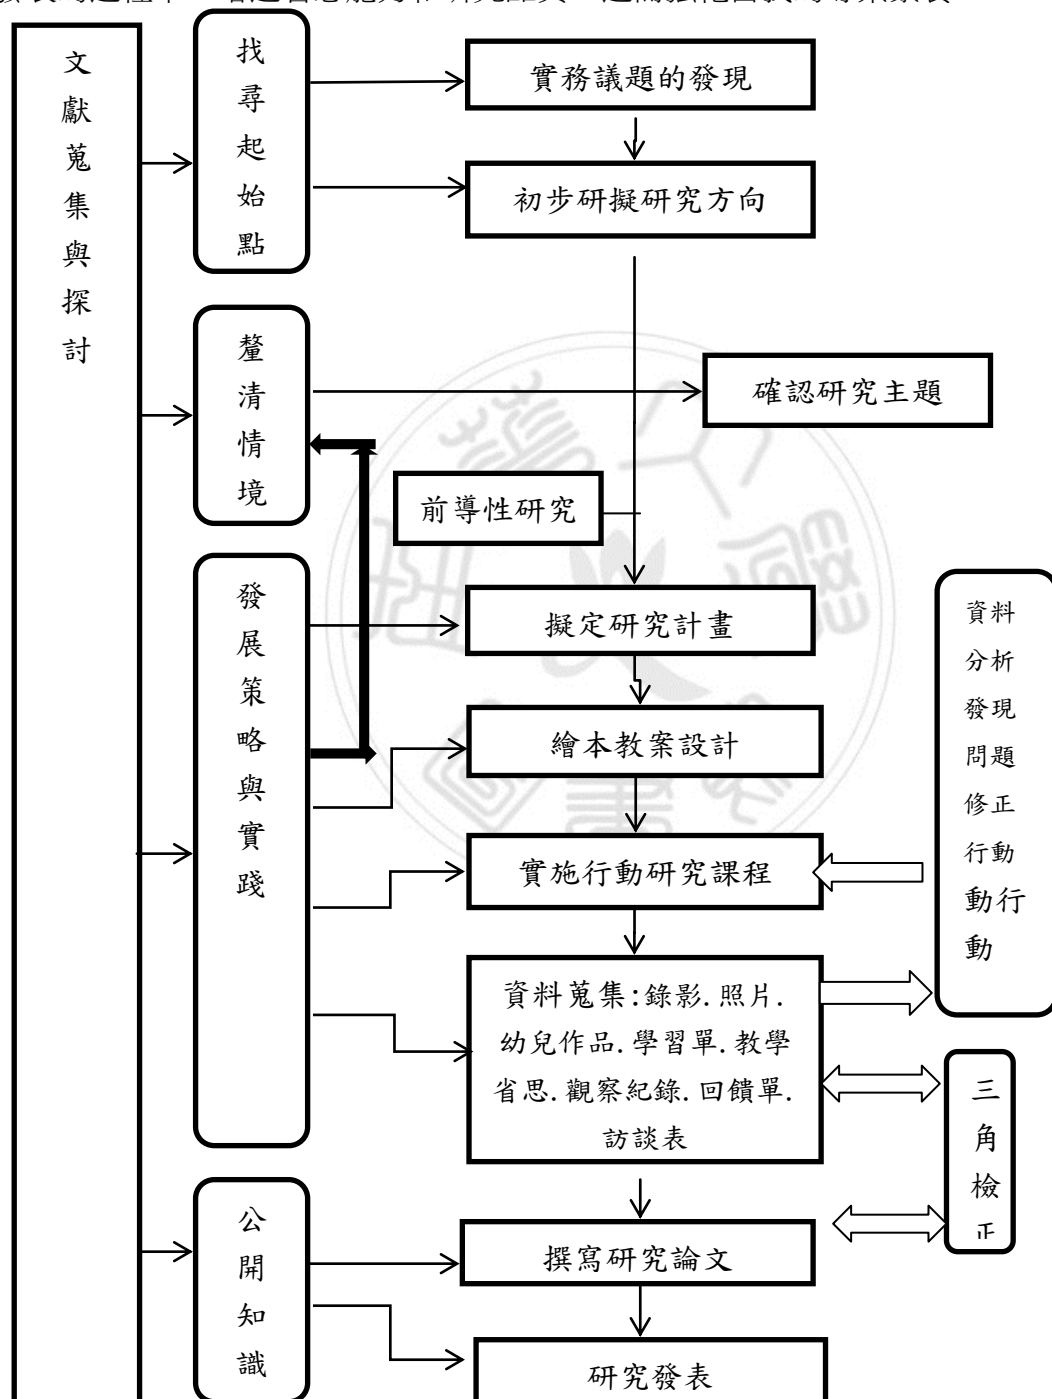 文
獻
蒐
集
與
探
討
找
尋
起
始
點
實務議題的發現
初步研擬研究方向
釐
清
情
境
確認研究主題
前導性研究
發
展
策
略
與
實
踐
擬定研究計畫
繪本教案設計
實施行動研究課程
資料蒐集:錄影.照片.
幼兒作品.學習單.教學
省思.觀察紀錄.回饋單.
訪談表
資料
分析
發現
問題
修正
行動
動行
動
三
角
檢
正
公
開
知
識
撰寫研究論文
研究發表